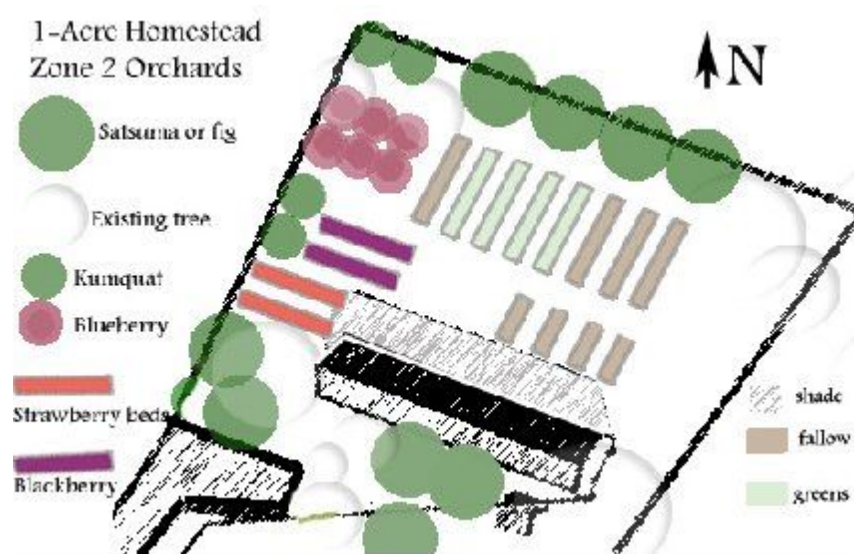 1-Acre Homestead
Zone 2 Orchards
N
Satsuma or fig
Existing tree
Kumquat
Blueberry
Strawberry beds
Blackberry
shade
fallow
greens